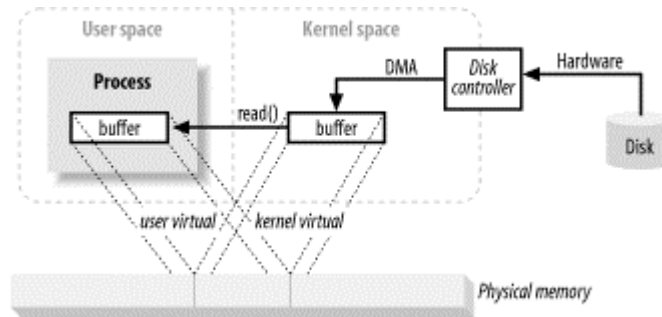 User space
Kernel space
Process
DMA
Disk
controller
Hardware
buffer
read()
buffer
Disk
user virtual
kernel virtual
Physical memory